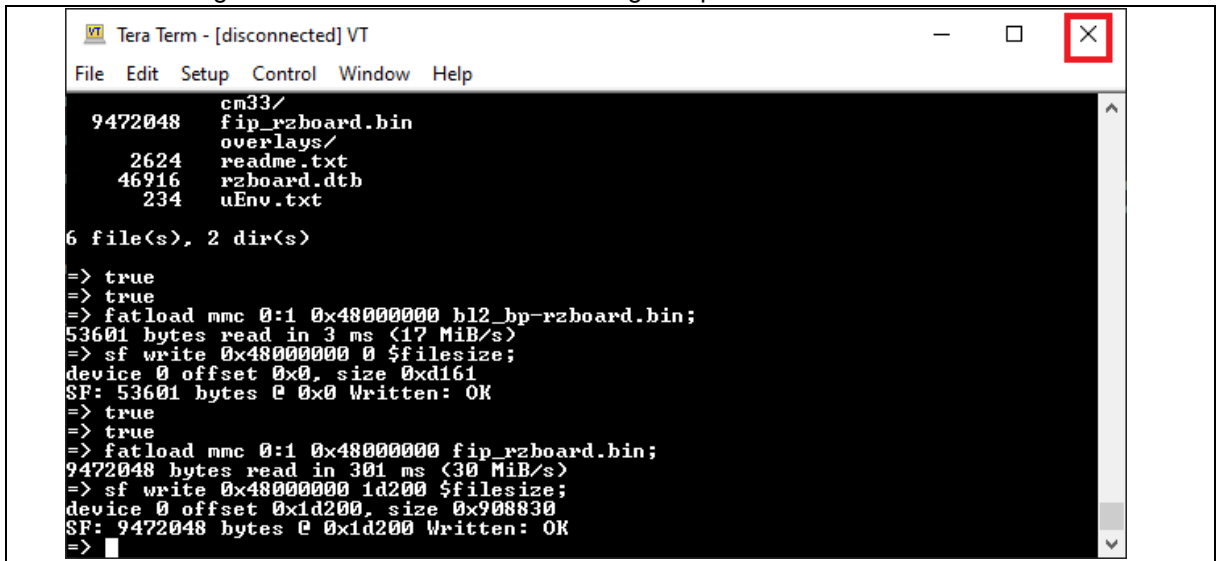 Tera Term - [disconnected] VT
File Edit Setup Control Window Help
cm33/
9472048 fip_rzboard.bin
overlays/
2624 readme.txt
46916 rzboard.dtb
234 uEnv.txt
6 file(s), 2 dir(s)
=> true
=> true
=> fatload mmc 0:1 0x48000000 bl2_bp-rzboard.bin;
53601 bytes read in 3 ms (17 MiB/s)
=> sf write 0x48000000 0 $filesize;
device 0 offset 0x0, size 0xd161
SF: 53601 bytes @ 0x0 Written: OK
=> true
=> true
=> fatload mmc 0:1 0x48000000 fip_rzboard.bin;
9472048 bytes read in 301 ms (30 MiB/s)
=> sf write 0x48000000 1d200 $filesize;
device 0 offset 0x1d200, size 0x908830
SF: 9472048 bytes @ 0x1d200 Written: OK
=>